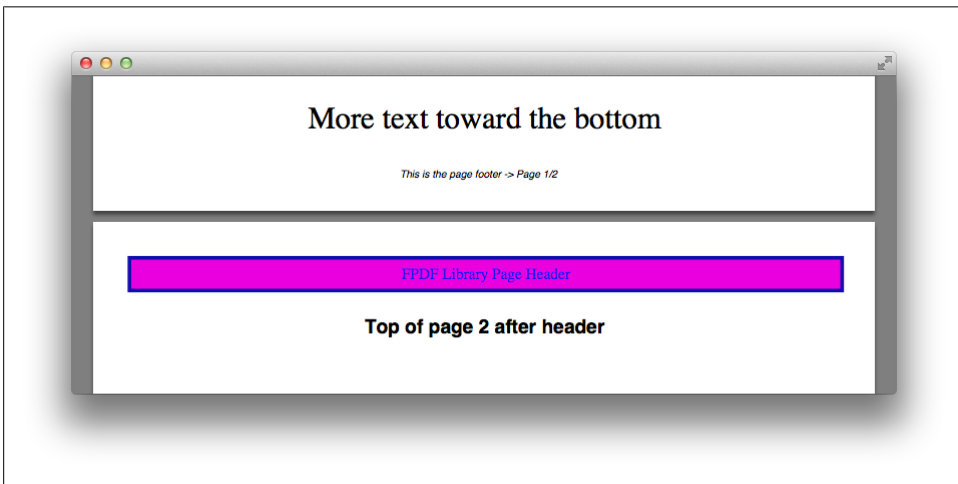 More text toward the bottom
This is the page footer -> Page 1/2
FPDF Library Page Header
Top of page 2 after header